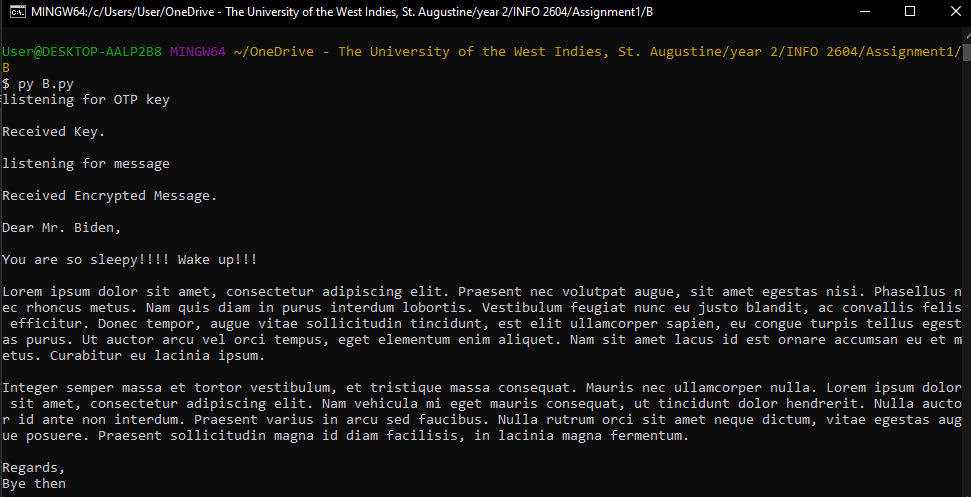 MINGW64:/c/Users/User/OneDrive - The University of the West Indies, St. Augustine/year 2/INFO 2604/Assignment1/B
User@DESKTOP-AALP2B8 MINGW64 ~/OneDrive - The University of the West Indies, St. Augustine/year 2/INFO 2604/Assignment1/
B
$ py B.py
listening for OTP key
Received Key.
listening for message
Received Encrypted Message.
Dear Mr. Biden,
You are so sleepy!!!! Wake up!!!
Lorem ipsum dolor sit amet, consectetur adipiscing elit. Praesent nec volutpat augue, sit amet egestas nisi. Phasellus n
ec rhoncus metus. Nam quis diam in purus interdum lobortis. Vestibulum feugiat nunc eu justo blandit, ac convallis felis
 efficitur. Donec tempor, augue vitae sollicitudin tincidunt, est elit ullamcorper sapien, eu congue turpis tellus egest
as purus. Ut auctor arcu vel orci tempus, eget elementum enim aliquet. Nam sit amet lacus id est ornare accumsan eu et m
etus. Curabitur eu lacinia ipsum.
Integer semper massa et tortor vestibulum, et tristique massa consequat. Mauris nec ullamcorper nulla. Lorem ipsum dolor
 sit amet, consectetur adipiscing elit. Nam vehicula mi eget mauris consequat, ut tincidunt dolor hendrerit. Nulla aucto
r id ante non interdum. Praesent varius in arcu sed faucibus. Nulla rutrum orci sit amet neque dictum, vitae egestas aug
ue posuere. Praesent sollicitudin magna id diam facilisis, in lacinia magna fermentum.
Regards,
Bye then